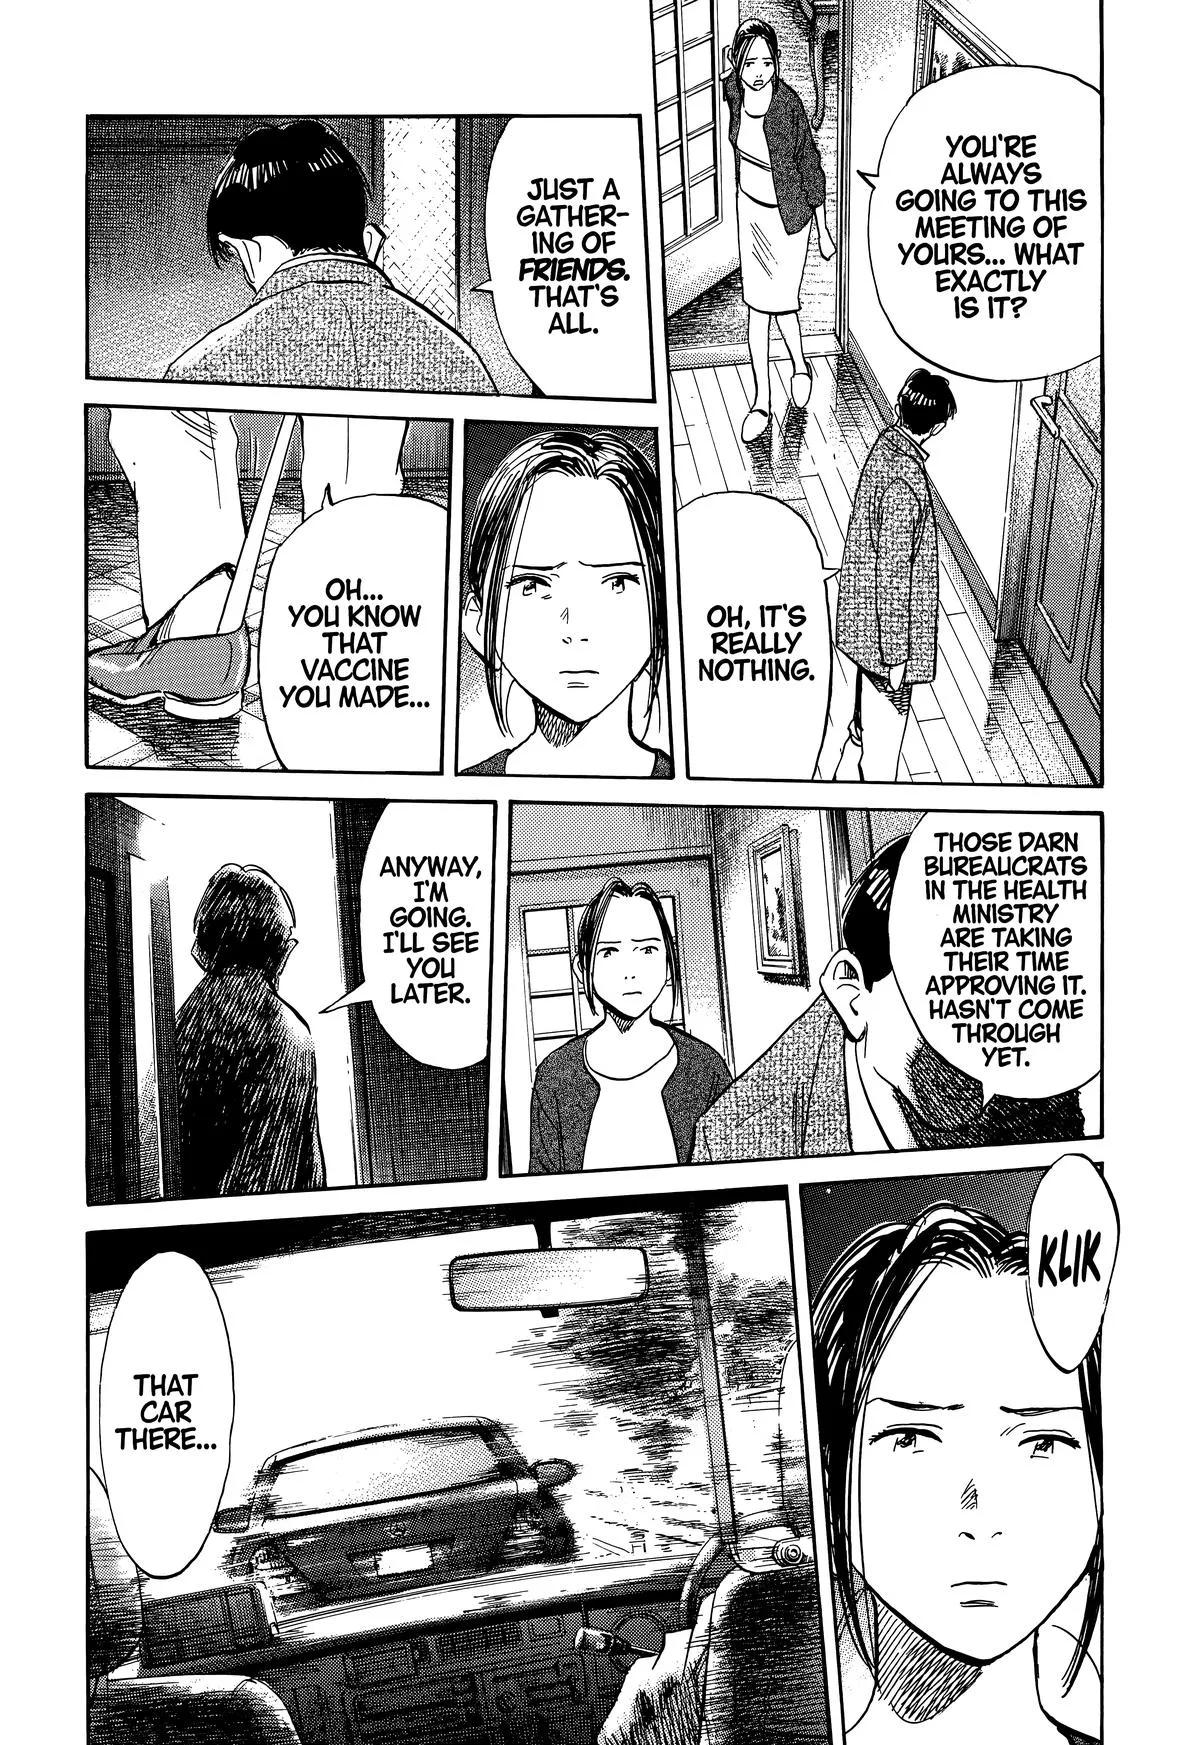 YOU'RE
ALWAYS
GOING TO THIS
MEETING OF
YOURS... WHAT
EXACTLY
IS IT?
OH, IT'S
REALLY
NOTHING.
JUST A
GATHER-
ING OF
FRIENDS.
THAT'S
ALL.
OH...
YOU KNOW
THAT
VACCINE
YOU MADE...
THOSE DARN
BUREAUCRATS
IN THE HEALTH
MINISTRY
ARE TAKING
THEIR TIME
APPROVING IT.
HASN'T COME
THROUGH
YET.
ANYWAY,
I'M
GOING.
I'LL SEE
YOU
LATER.
KLIK
THAT
CAR
THERE...